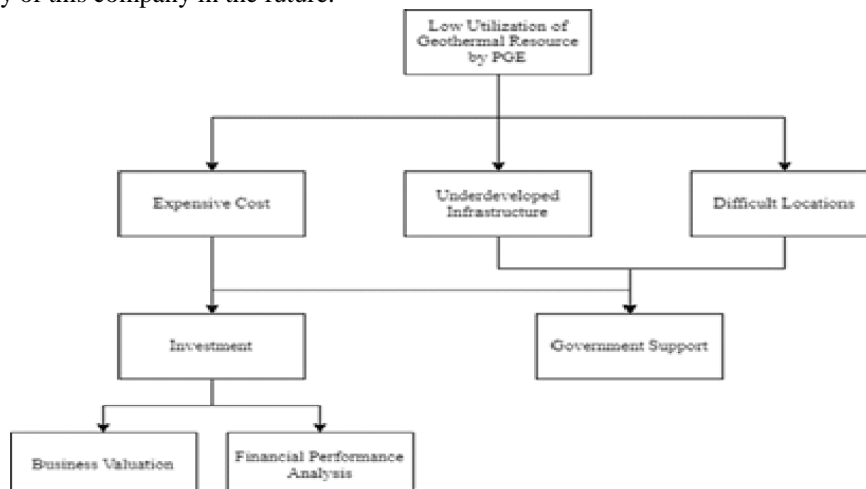 y of this company in the future.
Low Utilization of
Geothermal Resource
by PGE
Expensive Cost
Underdeveloped
Infrastructure
Difficult Locations
Investment
Government Support
Business Valuation
Financial Performance
Analysis